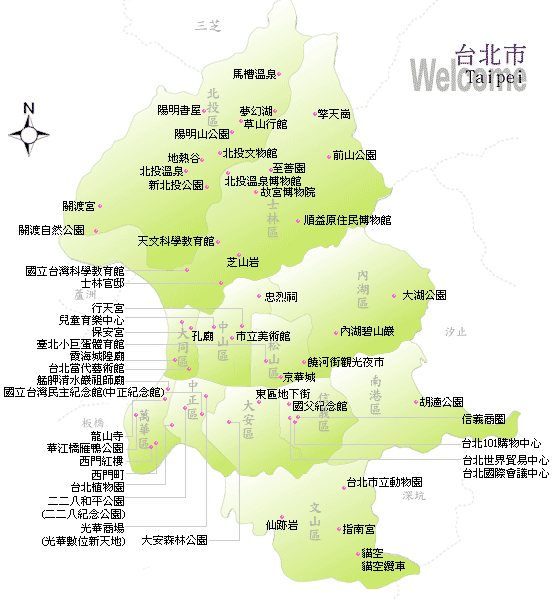 三芝
台北市
Welcome
Taipei
N
馬槽溫泉
北投區
陽明書屋
夢幻湖
擎天崗
草山行館
陽明山公園
地熱谷
北投文物館
前山公園
北投溫泉
至善園
北投溫泉博物館
新北投公園
故宮博物院
士林區
關渡宮
順益原住民博物館
關渡自然公園
天文科學教育館
芝山岩
國立台灣科學教育館
士林官邸
內湖區
蘆洲
忠烈祠
大湖公園
行天宮
兒童育樂中心
保安宮
臺北小巨蛋體育館
霞海城隍廟
台北當代藝術館
艋舺清水巖祖師廟
國立台灣民主紀念館(中正紀念館)
大同區
孔廟
中山區
市立美術館
松山區
內湖碧山巖
汐止
饒河街觀光夜市
京華城
南港區
中正區
東區地下街
國父紀念館
信義區
胡適公園
大安區
萬華區
板橋
信義商圈
龍山寺
華江橋雁鴨公園
西門紅樓
西門町
台北植物園
二二八和平公園
(二二八紀念公園)
光華商場
(光華數位新天地)
大安森林公園
台北101購物中心
台北世界貿易中心
台北國際會議中心
台北市立動物園
深坑
文山區
仙跡岩
指南宮
貓空
貓空纜車